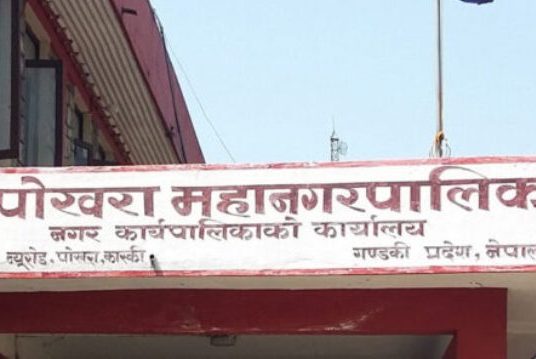 पोखरा महानगरपालिका
नगर कार्यपालिकाको कार्यालय
न्यूरोड, पोखरा, कास्की गण्डकी प्रदेश, नेपाल